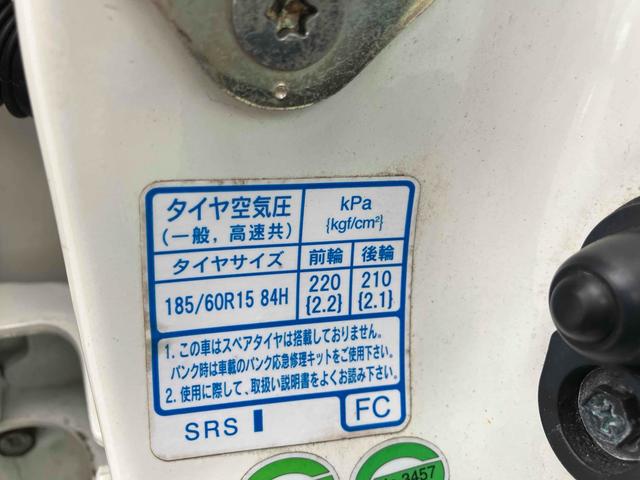 タイヤ空気圧 kPa
(一般，高速共) {kgf/cm²}
タイヤサイズ 前輪 後輪
185/60R15 84H 220 210
{2.2} {2.1}
1. この車はスペアタイヤは搭載しておりません。
パンク時は車載のパンク応急修理キットをご使用下さい。
2. 使用に際して、取扱い説明書をよくお読み下さい。
SRS FC
3457